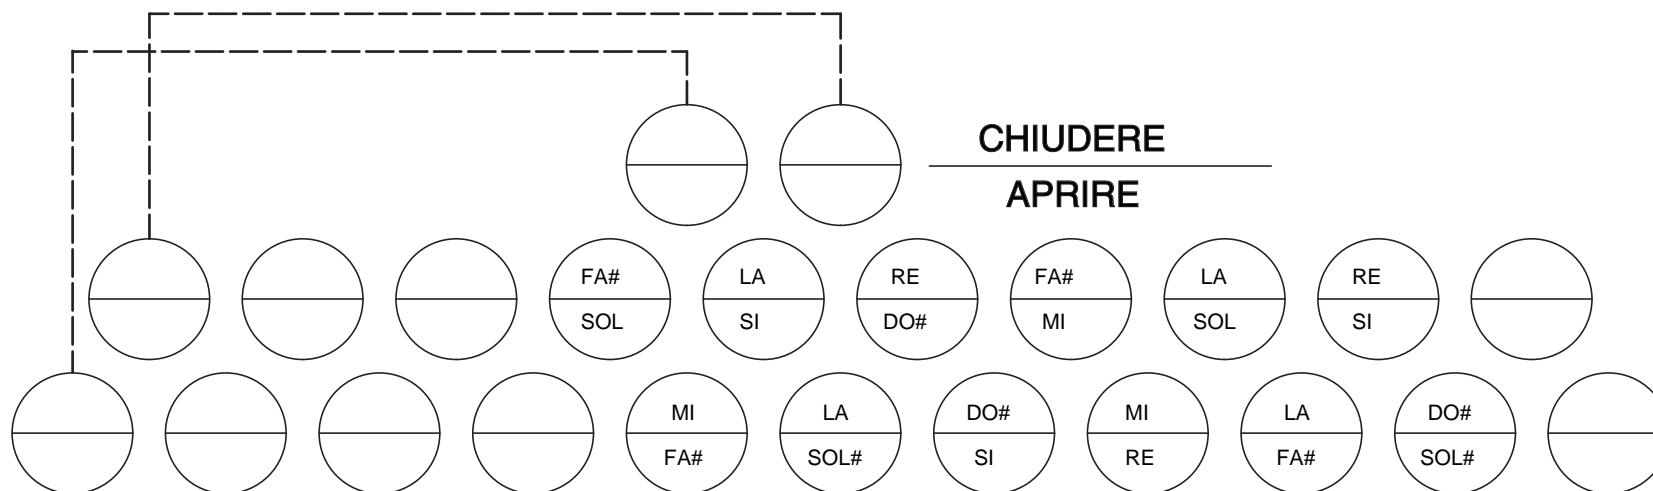 CHIUDERE
APRIRE
FA# LA RE FA# LA RE
SOL SI DO# MI SOL SI
MI LA DO# MI LA DO#
FA# SOL# SI RE FA# SOL#